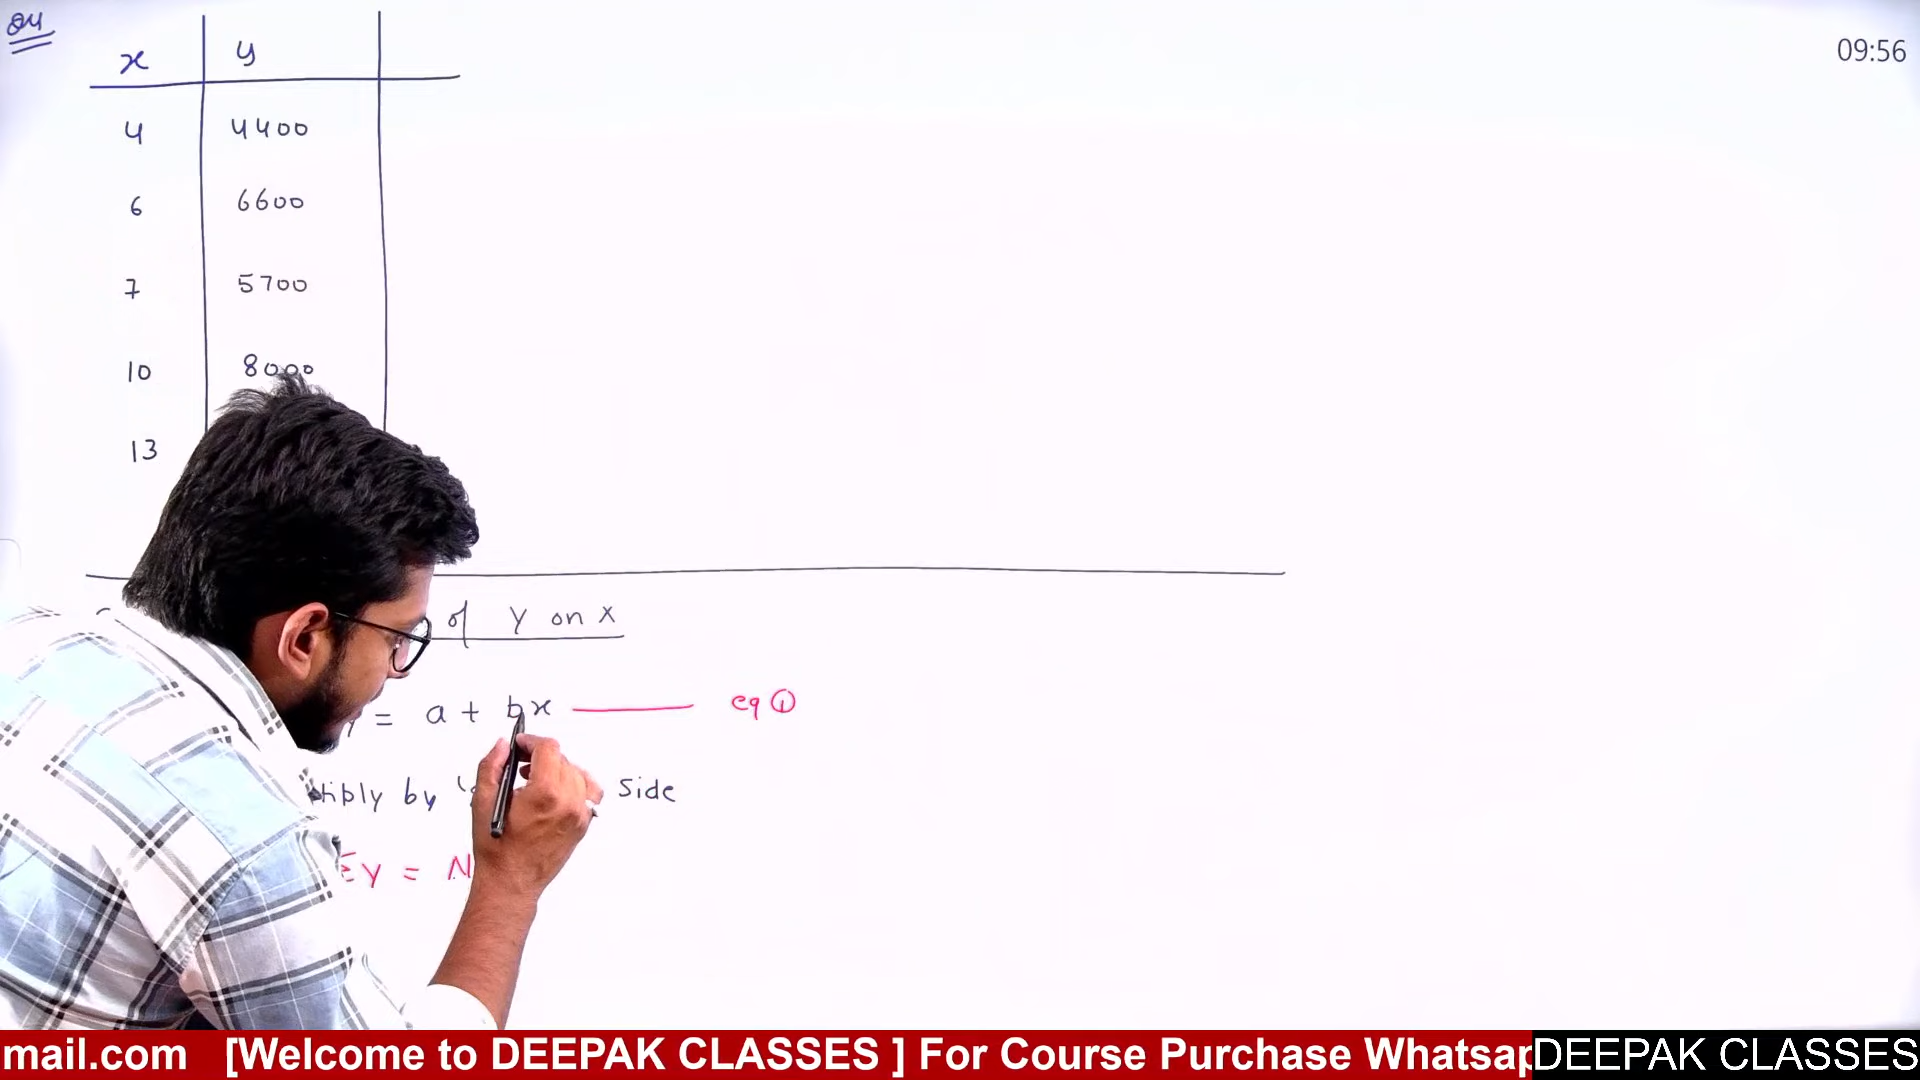 Q4
x y
4 4400
6 6600
7 5700
10 8000
13
of Y on X
= a + bx eq ①
by side
Σy = N
09:56
mail.com [Welcome to DEEPAK CLASSES ] For Course Purchase Whatsap
DEEPAK CLASSES